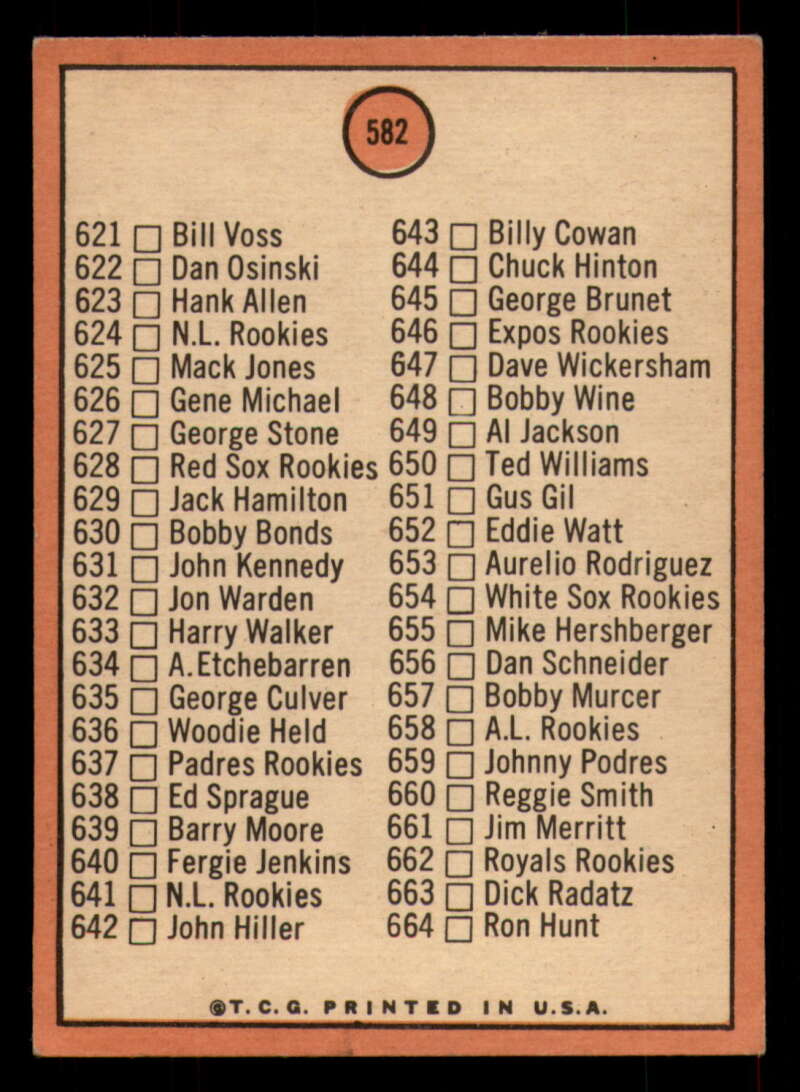 582
621 □ Bill Voss
622 □ Dan Osinski
623 □ Hank Allen
624 □ N.L. Rookies
625 □ Mack Jones
626 □ Gene Michael
627 □ George Stone
628 □ Red Sox Rookies
629 □ Jack Hamilton
630 □ Bobby Bonds
631 □ John Kennedy
632 □ Jon Warden
633 □ Harry Walker
634 □ A.Etchebarren
635 □ George Culver
636 □ Woodie Held
637 □ Padres Rookies
638 □ Ed Sprague
639 □ Barry Moore
640 □ Fergie Jenkins
641 □ N.L. Rookies
642 □ John Hiller
643 □ Billy Cowan
644 □ Chuck Hinton
645 □ George Brunet
646 □ Expos Rookies
647 □ Dave Wickersham
648 □ Bobby Wine
649 □ Al Jackson
650 □ Ted Williams
651 □ Gus Gil
652 □ Eddie Watt
653 □ Aurelio Rodriguez
654 □ White Sox Rookies
655 □ Mike Hershberger
656 □ Dan Schneider
657 □ Bobby Murcer
658 □ A.L. Rookies
659 □ Johnny Podres
660 □ Reggie Smith
661 □ Jim Merritt
662 □ Royals Rookies
663 □ Dick Radatz
664 □ Ron Hunt
©T.C.G. PRINTED IN U.S.A.